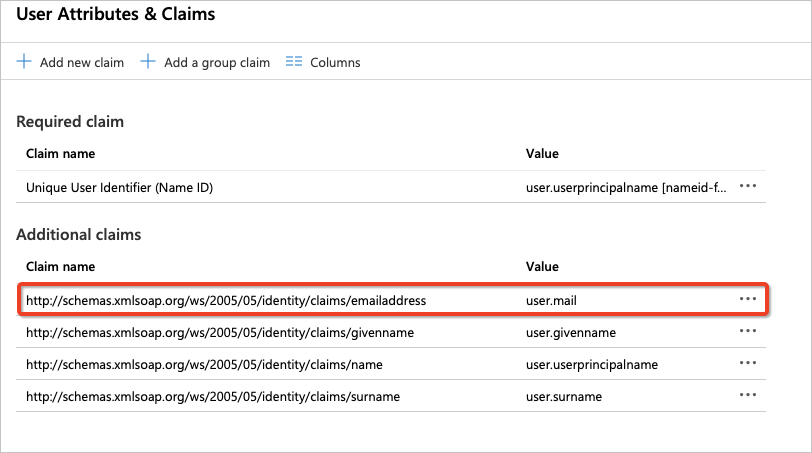 User Attributes & Claims
Add new claim Add a group claim Columns
Required claim
Claim name Value
Unique User Identifier (Name ID) user.userprincipalname [nameid-f... ...
Additional claims
Claim name Value
http://schemas.xmlsoap.org/ws/2005/05/identity/claims/emailaddress user.mail ...
http://schemas.xmlsoap.org/ws/2005/05/identity/claims/givenname user.givenname ...
http://schemas.xmlsoap.org/ws/2005/05/identity/claims/name user.userprincipalname ...
http://schemas.xmlsoap.org/ws/2005/05/identity/claims/surname user.surname ...